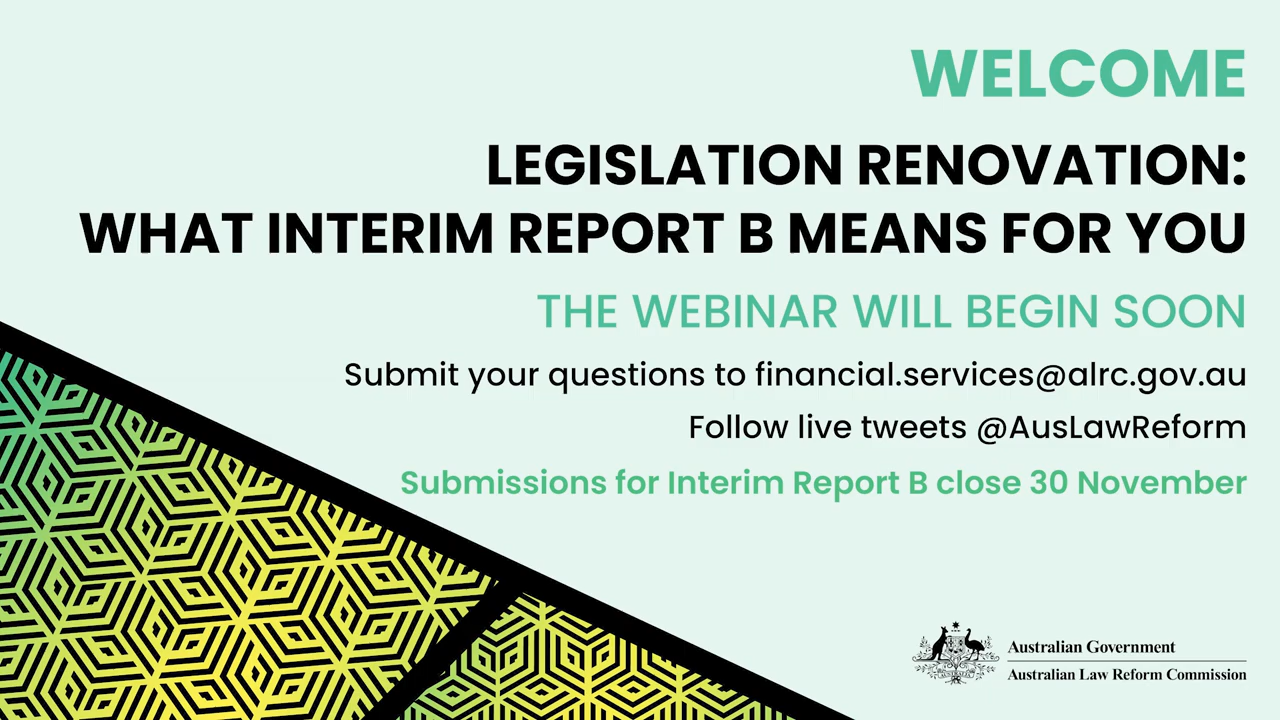 WELCOME
LEGISLATION RENOVATION:
WHAT INTERIM REPORT B MEANS FOR YOU
THE WEBINAR WILL BEGIN SOON
Submit your questions to financial.services@alrc.gov.au
Follow live tweets @AusLawReform
Submissions for Interim Report B close 30 November
AUSTRALIA
Australian Government
Australian Law Reform Commission